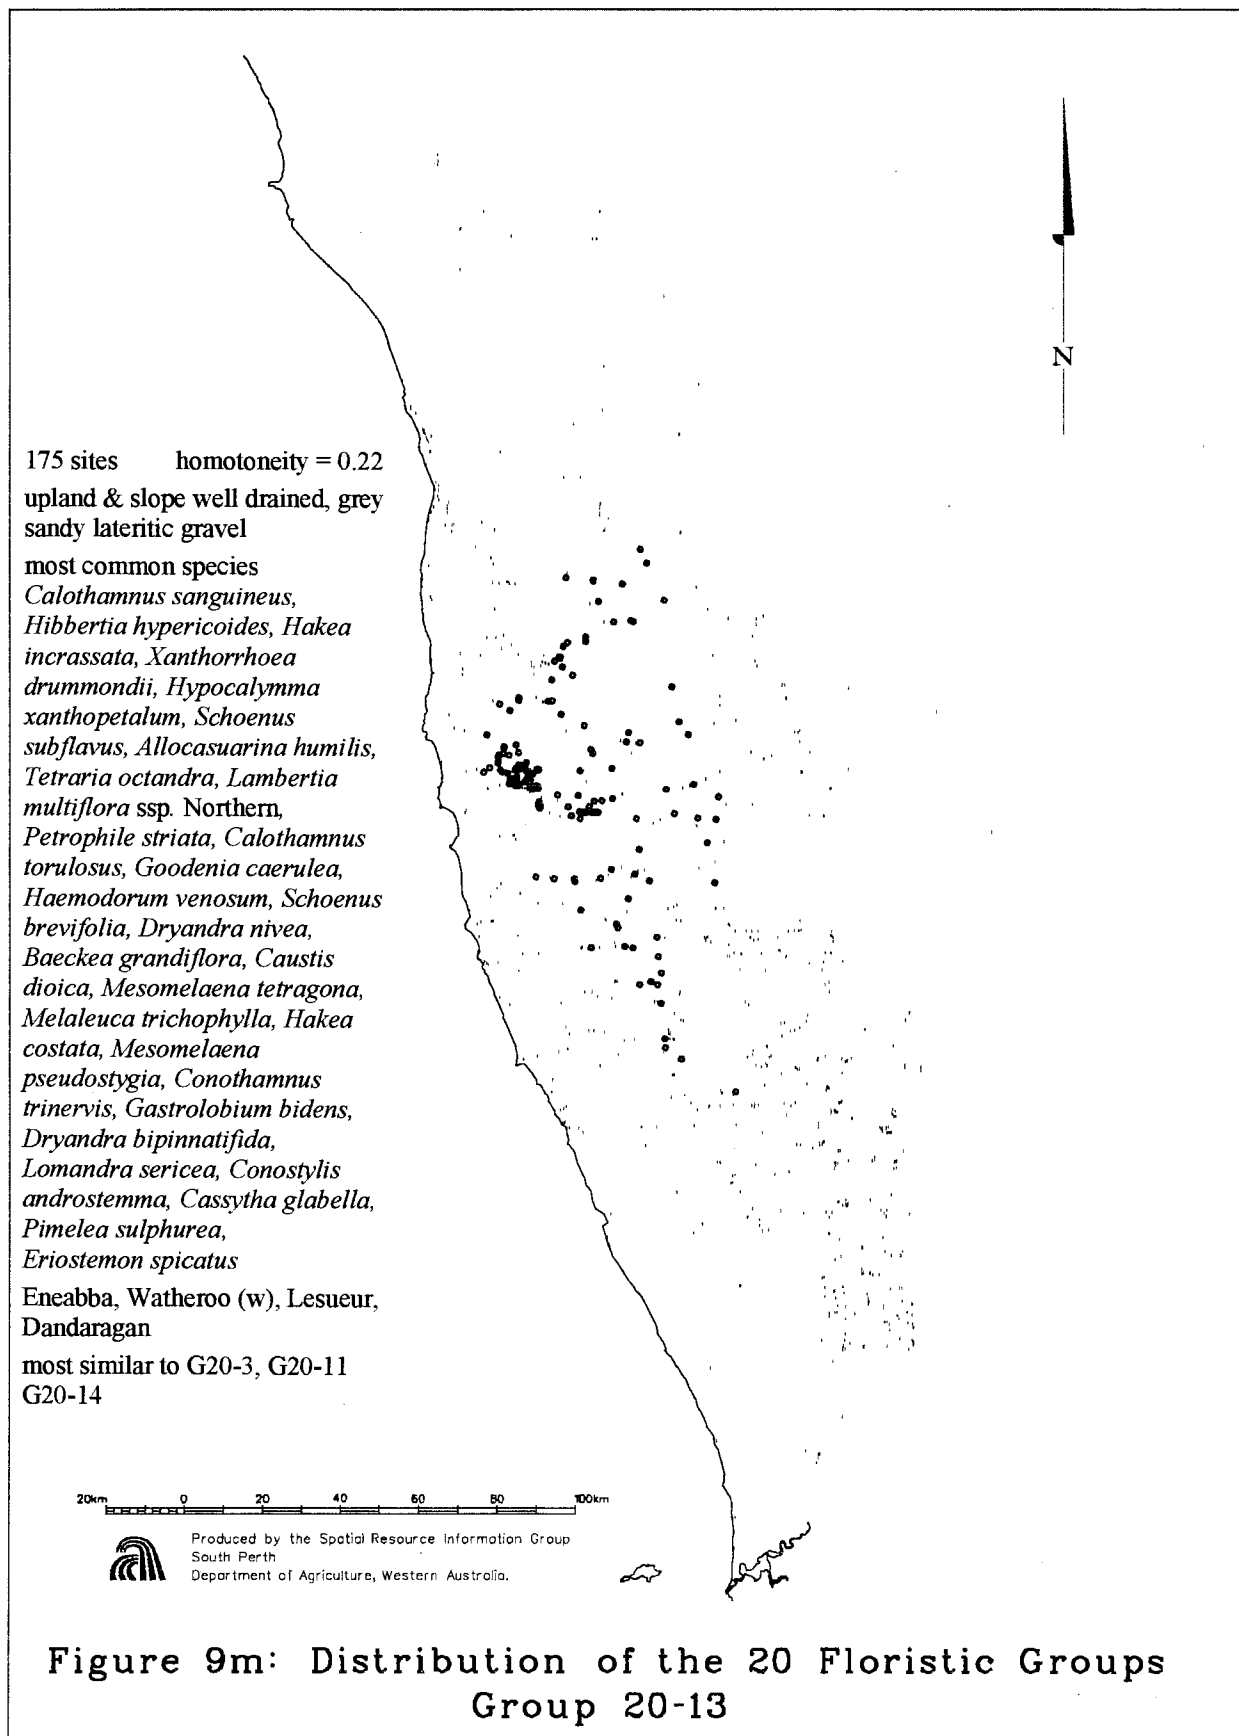 N
175 sites homotoneity = 0.22
upland & slope well drained, grey
sandy lateritic gravel
most common species
Calothamnus sanguineus,
Hibbertia hypericoides, Hakea
incrassata, Xanthorrhoea
drummondii, Hypocalymma
xanthopetalum, Schoenus
subflavus, Allocasuarina humilis,
Tetraria octandra, Lambertia
multiflora ssp. Northern,
Petrophile striata, Calothamnus
torulosus, Goodenia caerulea,
Haemodorum venosum, Schoenus
brevifolia, Dryandra nivea,
Baeckea grandiflora, Caustis
dioica, Mesomelaena tetragona,
Melaleuca trichophylla, Hakea
costata, Mesomelaena
pseudostygia, Conothamnus
trinervis, Gastrolobium bidens,
Dryandra bipinnatifida,
Lomandra sericea, Conostylis
androstemma, Cassytha glabella,
Pimelea sulphurea,
Eriostemon spicatus
Eneabba, Watheroo (w), Lesueur,
Dandaragan
most similar to G20-3, G20-11
G20-14
20km 0 20 40 60 80 100km
Produced by the Spatial Resource Information Group
South Perth
Department of Agriculture, Western Australia.
Figure 9m: Distribution of the 20 Floristic Groups
Group 20-13